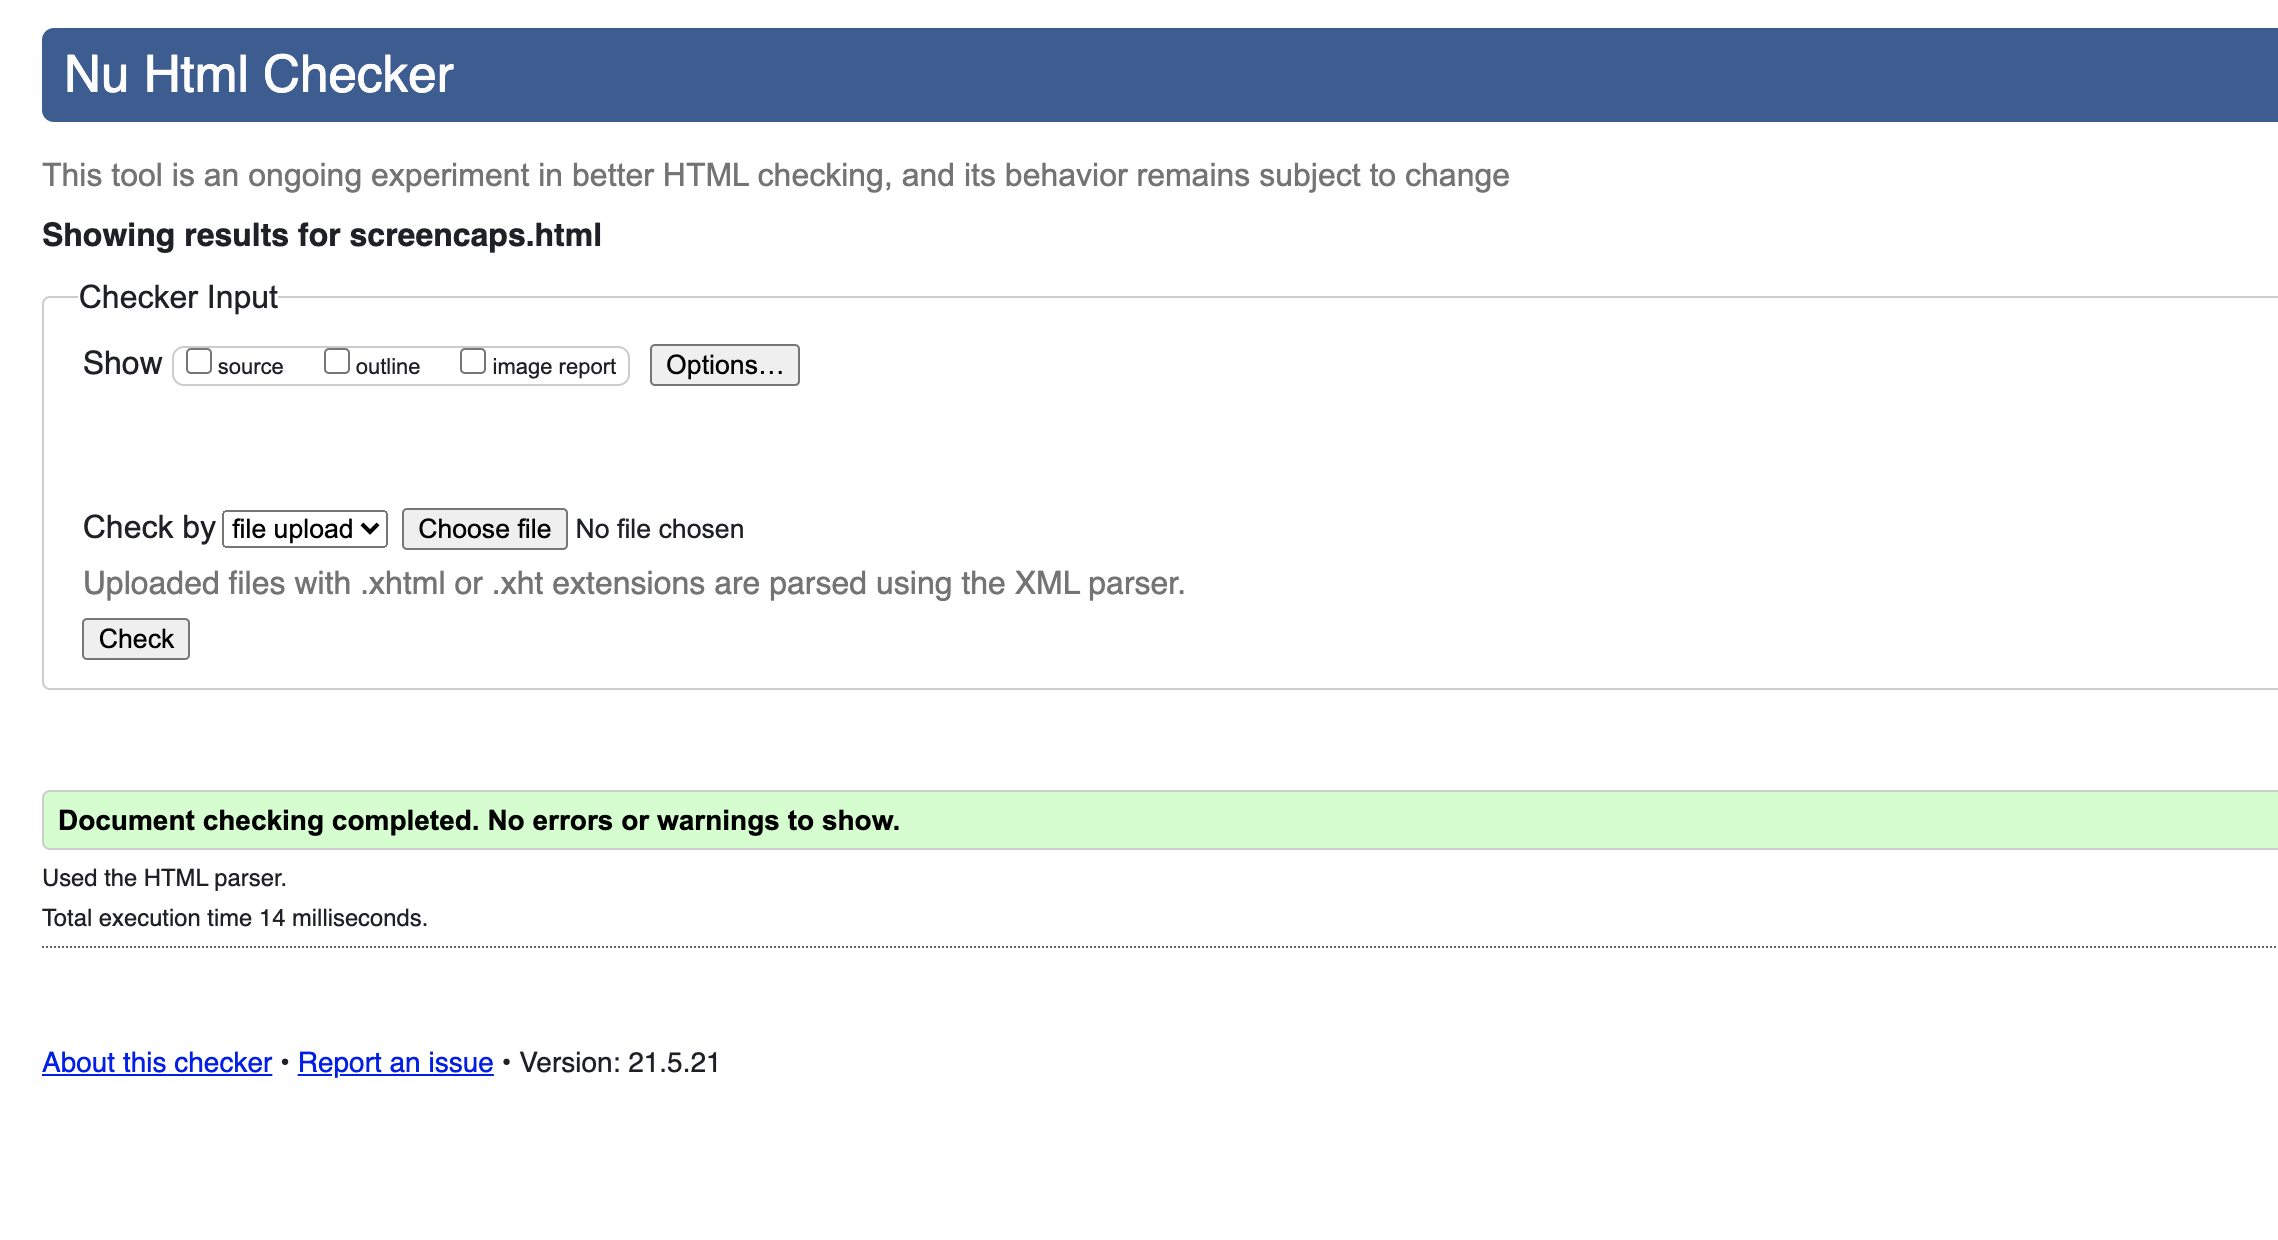 Nu Html Checker
This tool is an ongoing experiment in better HTML checking, and its behavior remains subject to change
Showing results for screencaps.html
Checker Input
Show source outline image report Options…
Check by file upload Choose file No file chosen
Uploaded files with .xhtml or .xht extensions are parsed using the XML parser.
Check
Document checking completed. No errors or warnings to show.
Used the HTML parser.
Total execution time 14 milliseconds.
About this checker • Report an issue • Version: 21.5.21